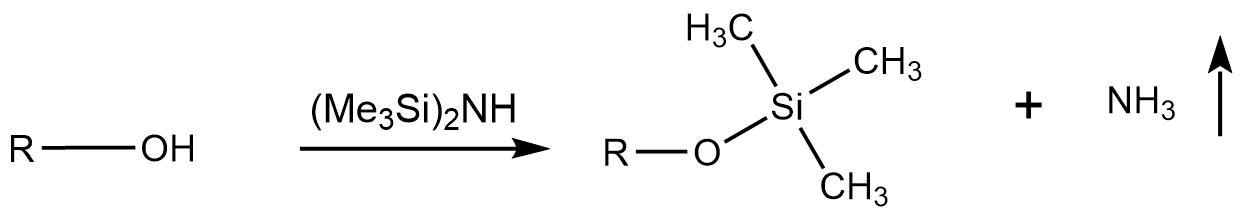 R—OH
(Me₃Si)₂NH
H₃C
CH₃
Si
R—O
CH₃
+
NH₃ ↑